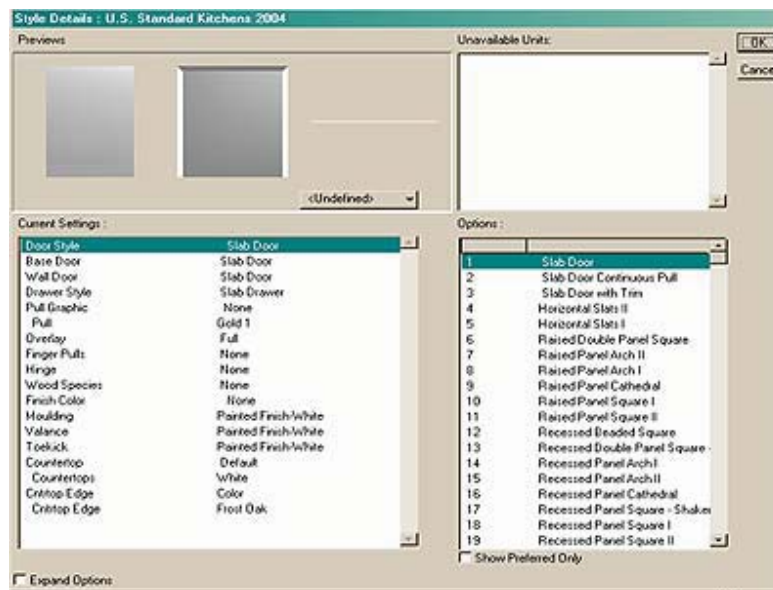 Style Details : U.S. Standard Kitchens 2004
Previews
Unavailable Units:
OK
Cance
<Undefined>
Current Settings :
Door Style Slab Door
Base Door Slab Door
Wall Door Slab Door
Drawer Style Slab Drawer
Pull Graphic None
Pull Gold 1
Overlay Full
Finger Pulls None
Hinge None
Wood Species None
Finish Color None
Moulding Painted Finish-White
Valance Painted Finish-White
Toekick Painted Finish-White
Countertop Default
Countertops White
Cntrtop Edge Color
Cntrtop Edge Frost Oak
Expand Options
Options :
1 Slab Door
2 Slab Door Continuous Pull
3 Slab Door with Trim
4 Horizontal Slats II
5 Horizontal Slats I
6 Raised Double Panel Square
7 Raised Panel Arch II
8 Raised Panel Arch I
9 Raised Panel Cathedral
10 Raised Panel Square I
11 Raised Panel Square II
12 Recessed Beaded Square
13 Recessed Double Panel Square -
14 Recessed Panel Arch I
15 Recessed Panel Arch II
16 Recessed Panel Cathedral
17 Recessed Panel Square - Shaker
18 Recessed Panel Square I
19 Recessed Panel Square II
Show Preferred Only